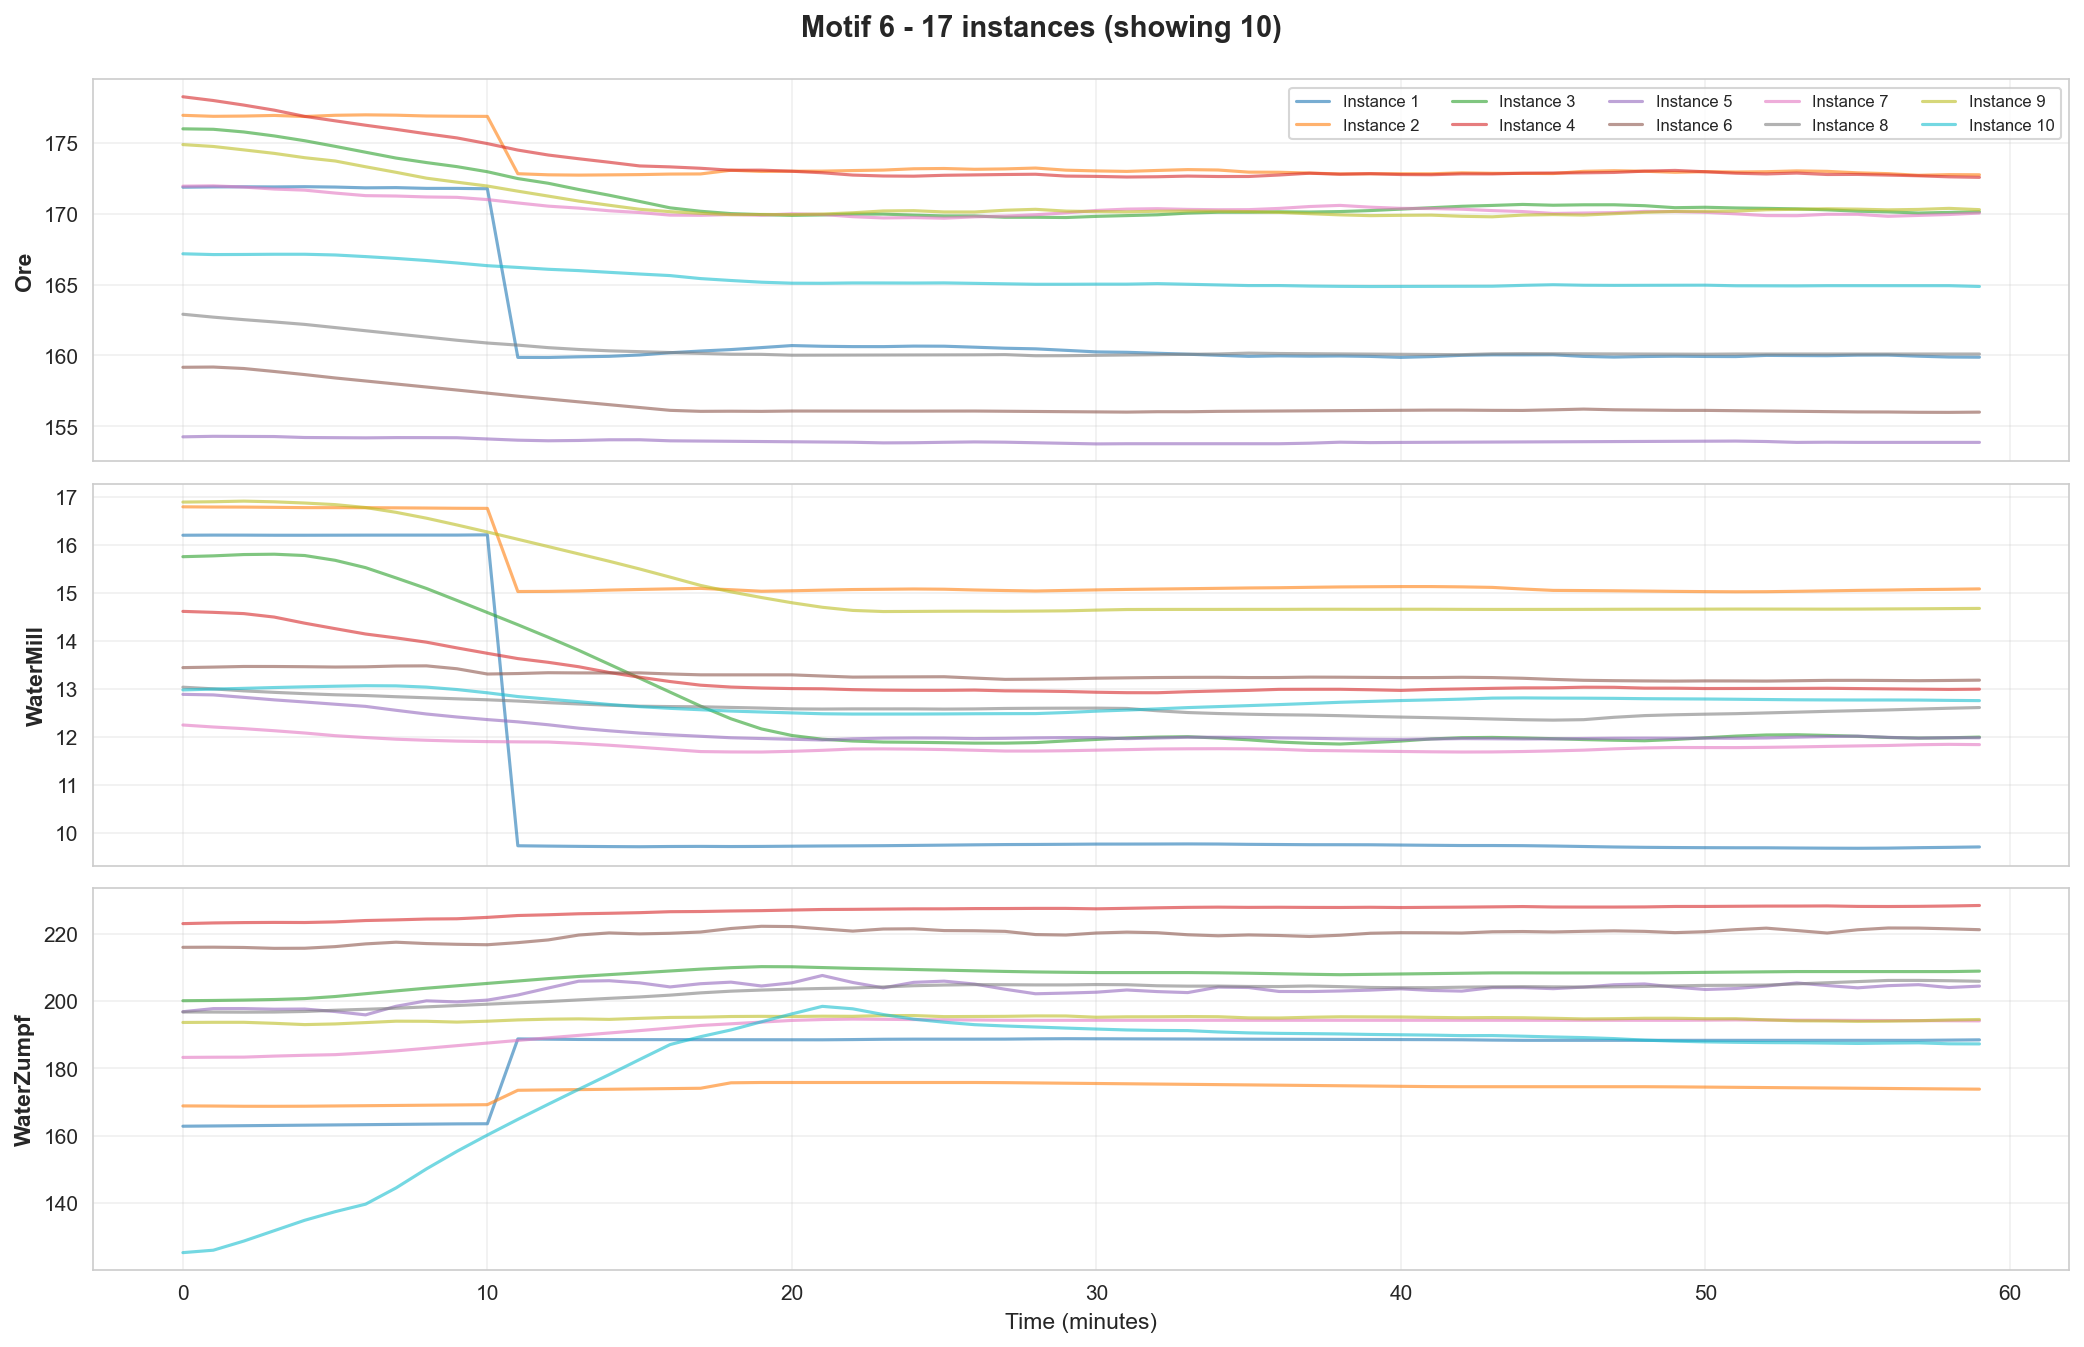 Motif 6 - 17 instances (showing 10)
Instance 1 Instance 3 Instance 5 Instance 7 Instance 9
Instance 2 Instance 4 Instance 6 Instance 8 Instance 10
Ore
175
170
165
160
155
WaterMill
17
16
15
14
13
12
11
10
WaterZumpf
220
200
180
160
140
0 10 20 30 40 50 60
Time (minutes)